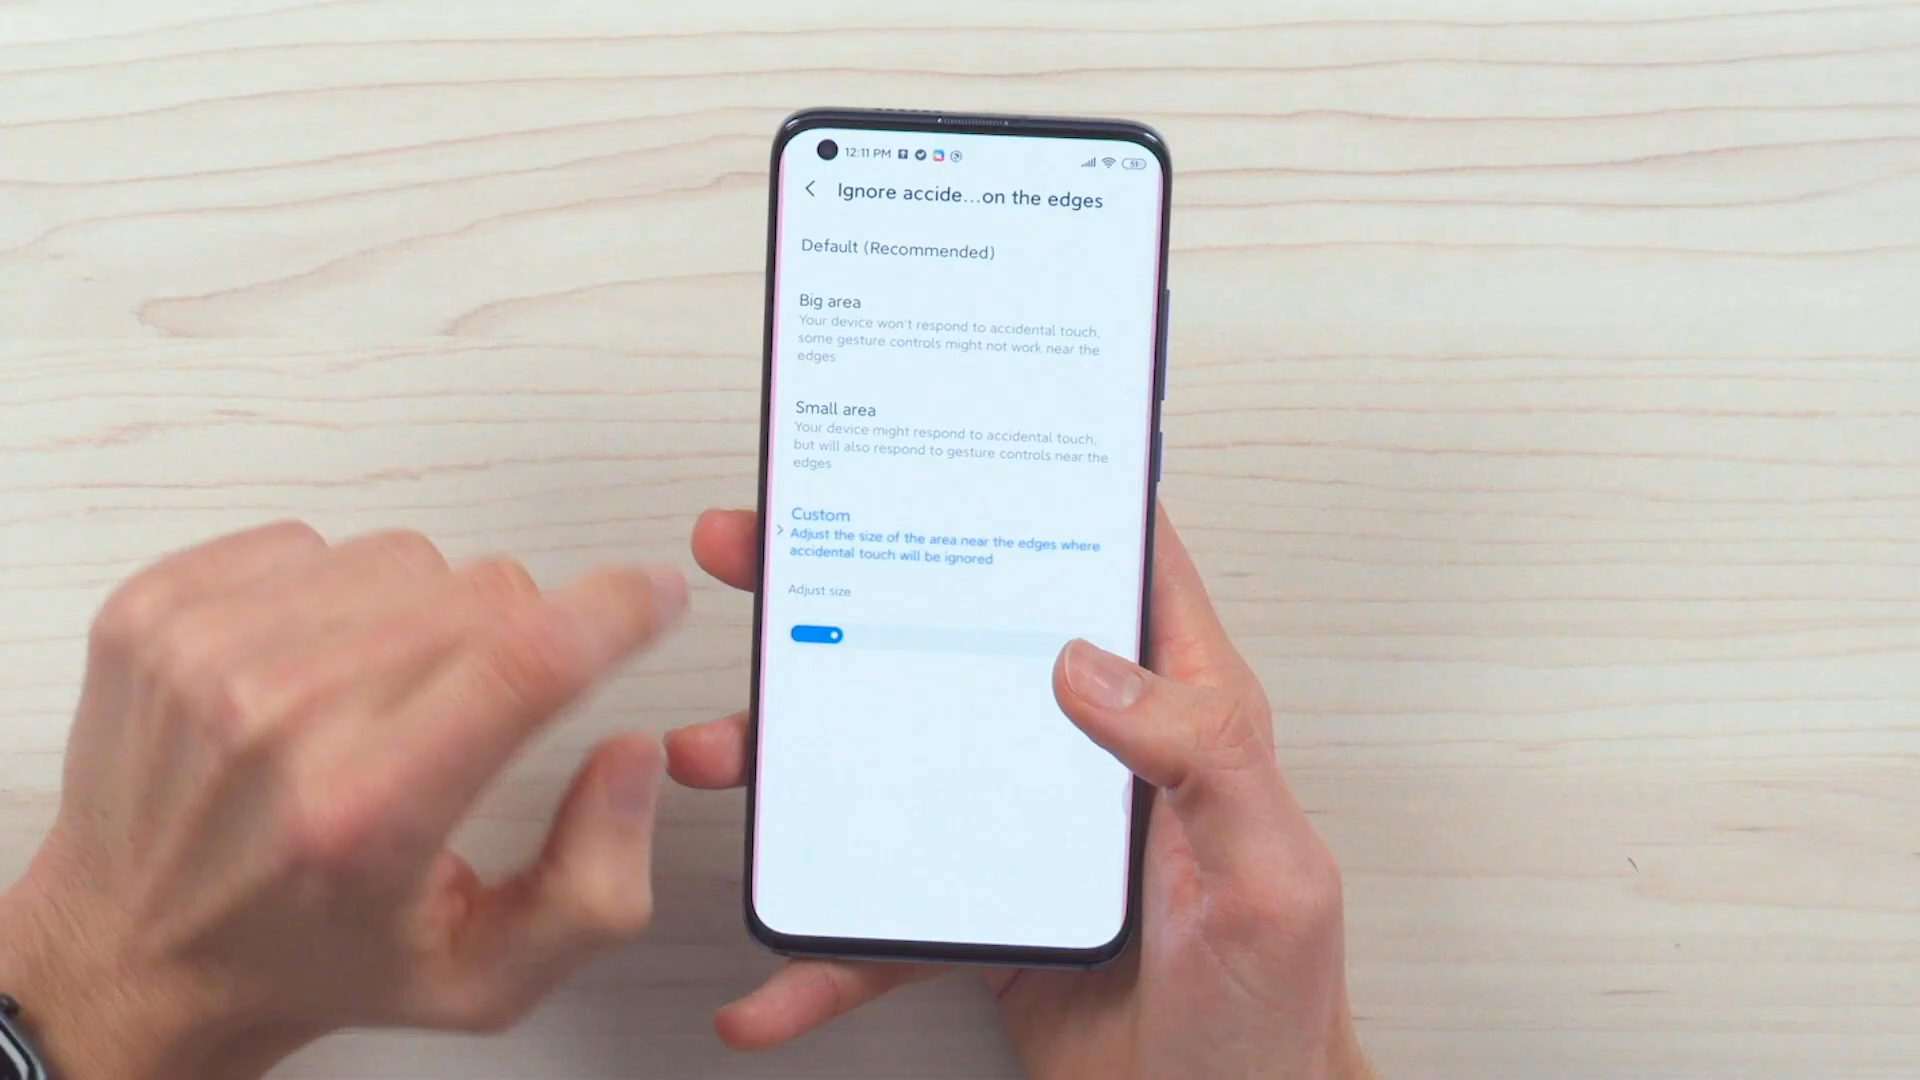 12:11 PM
51
Ignore accide...on the edges
Default (Recommended)
Big area
Your device won't respond to accidental touch,
some gesture controls might not work near the
edges
Small area
Your device might respond to accidental touch,
but will also respond to gesture controls near the
edges
Custom
Adjust the size of the area near the edges where
accidental touch will be ignored
Adjust size